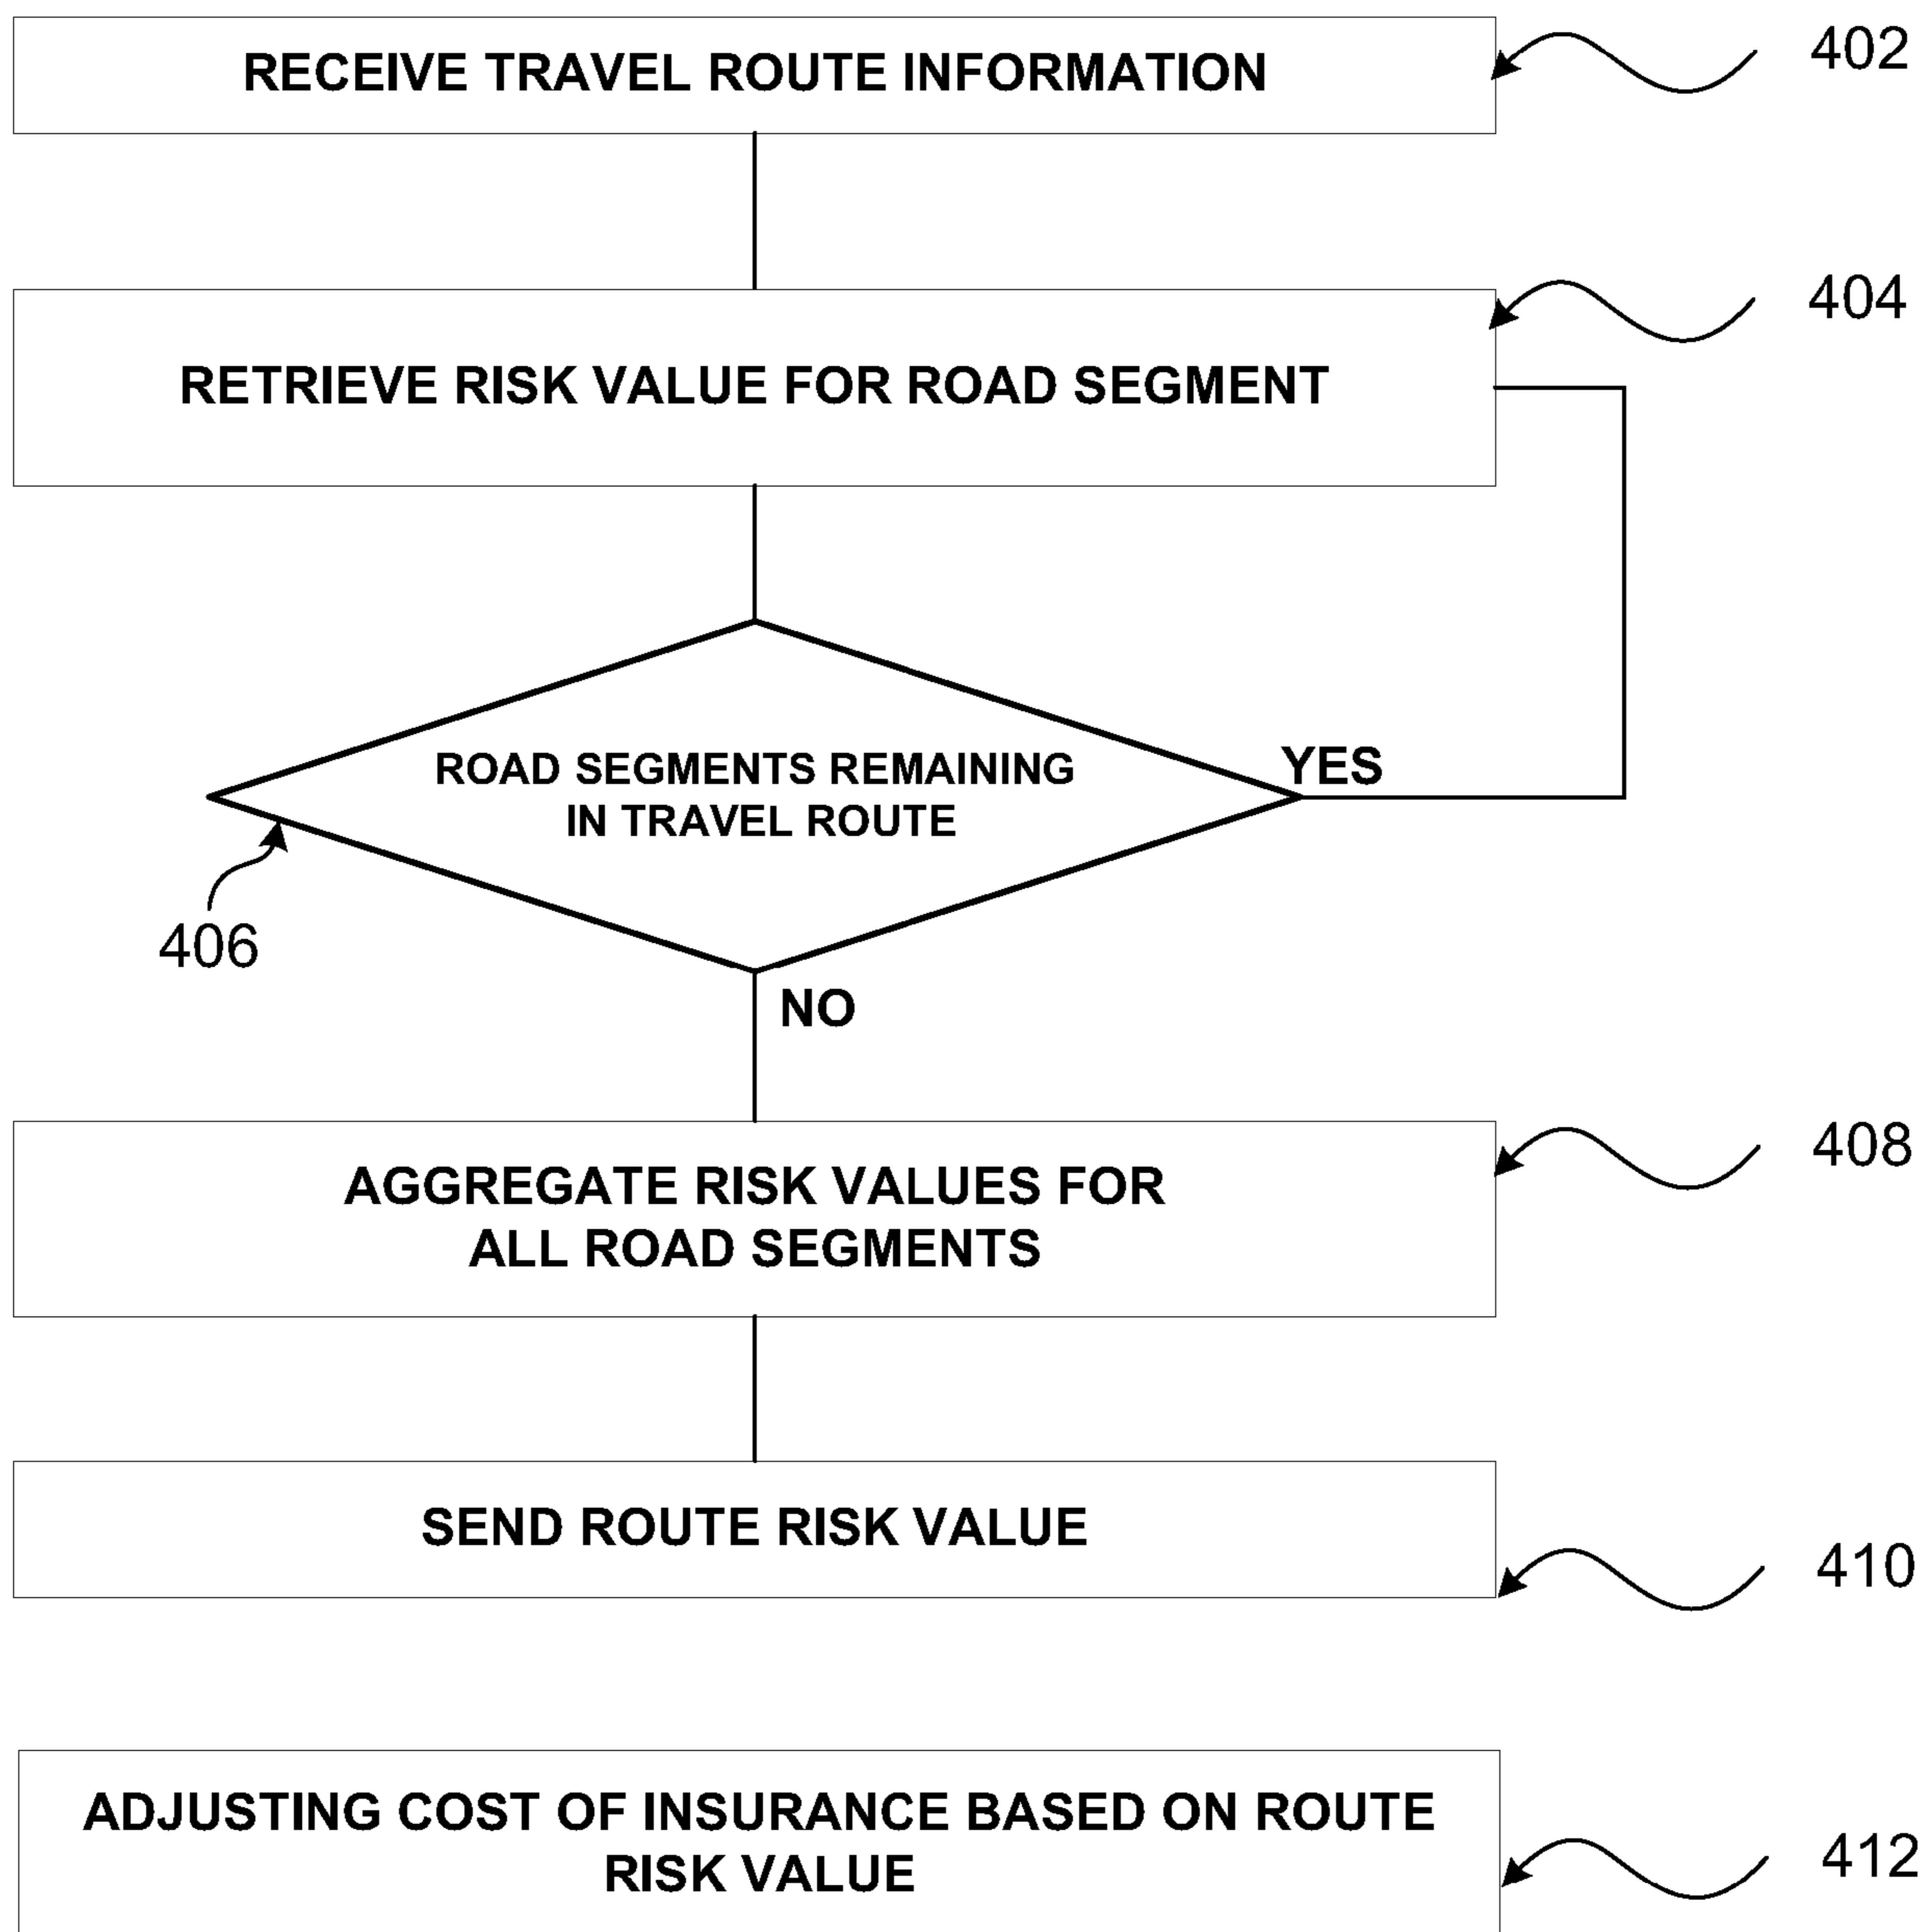 RECEIVE TRAVEL ROUTE INFORMATION
402
RETRIEVE RISK VALUE FOR ROAD SEGMENT
404
ROAD SEGMENTS REMAINING
IN TRAVEL ROUTE
YES
406
NO
AGGREGATE RISK VALUES FOR
ALL ROAD SEGMENTS
408
SEND ROUTE RISK VALUE
410
ADJUSTING COST OF INSURANCE BASED ON ROUTE
RISK VALUE
412